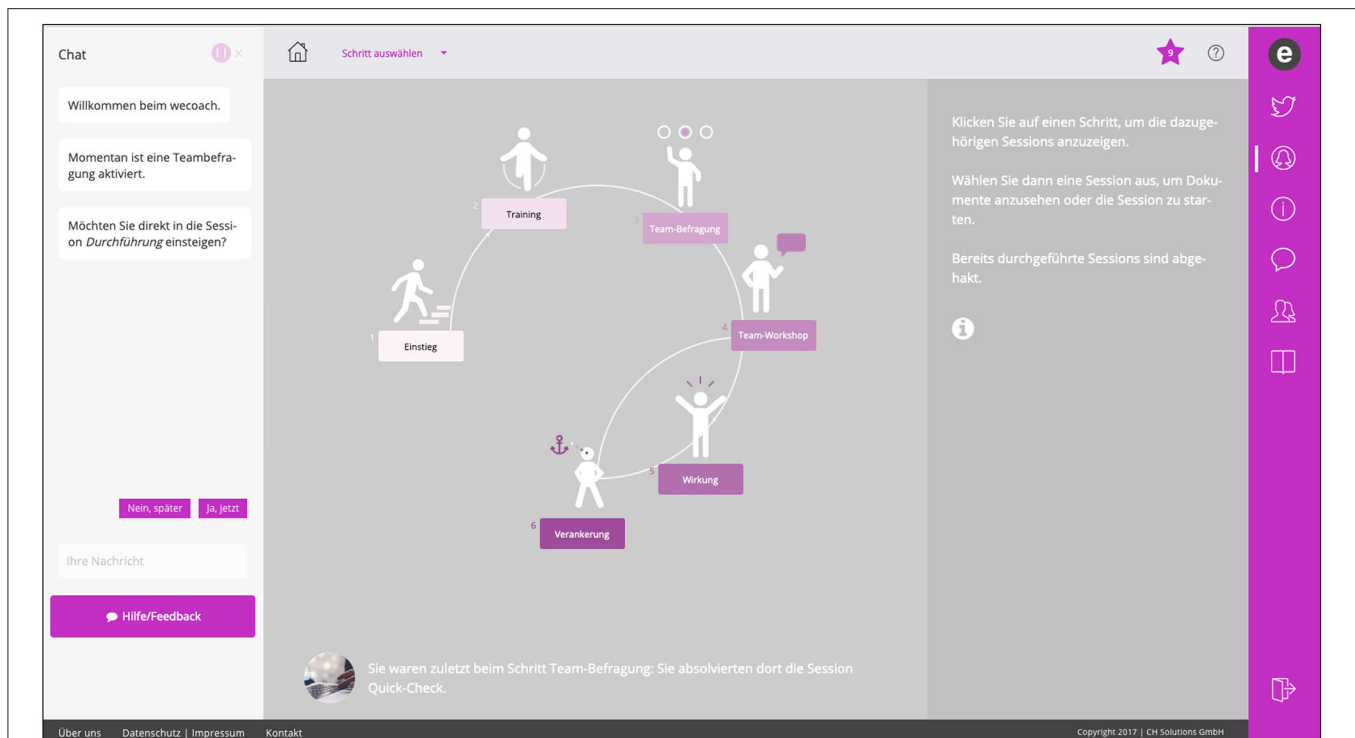 Chat
Willkommen beim wecoach.
Momentan ist eine Teambefra-
gung aktiviert.
Möchten Sie direkt in die Sessi-
on Durchführung einsteigen?
Nein, später
Ja, jetzt
Ihre Nachricht
Hilfe/Feedback
Schritt auswählen
9
?
e
2
Training
3
Team-Befragung
1
Einstieg
4
Team-Workshop
5
Wirkung
6
Verankerung
Klicken Sie auf einen Schritt, um die dazuge-
hörigen Sessions anzuzeigen.
Wählen Sie dann eine Session aus, um Doku-
mente anzusehen oder die Session zu star-
ten.
Bereits durchgeführte Sessions sind abge-
hakt.
Sie waren zuletzt beim Schritt Team-Befragung: Sie absolvierten dort die Session
Quick-Check.
Über uns Datenschutz | Impressum Kontakt
Copyright 2017 | CH Solutions GmbH